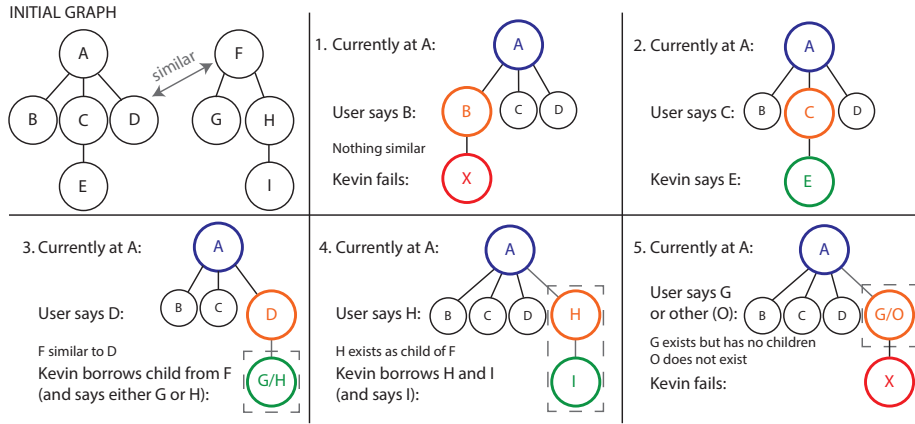 INITIAL GRAPH
A
similar
F
B
C
D
G
H
E
I
1. Currently at A:
A
User says B:
B
C
D
Nothing similar
Kevin fails:
X
2. Currently at A:
A
User says C:
B
C
D
Kevin says E:
E
3. Currently at A:
A
B
C
User says D:
D
F similar to D
Kevin borrows child from F
(and says either G or H):
G/H
4. Currently at A:
A
User says H:
B
C
D
H
H exists as child of F
Kevin borrows H and I
(and says I):
I
5. Currently at A:
A
User says G
or other (O):
B
C
D
G/O
G exists but has no children
O does not exist
Kevin fails:
X